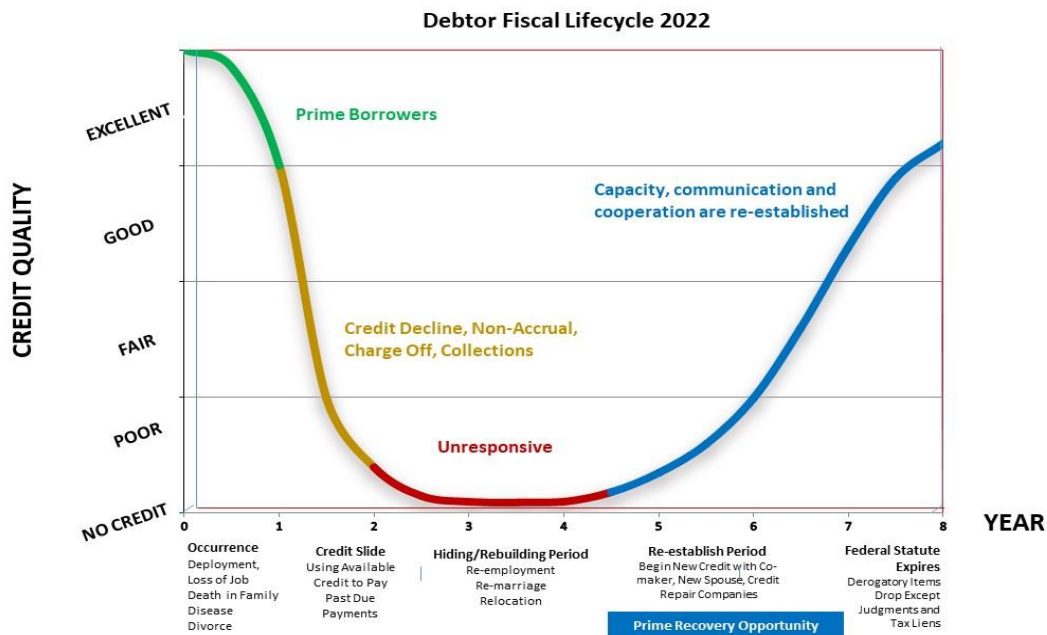 Debtor Fiscal Lifecycle 2022
CREDIT QUALITY
EXCELLENT
GOOD
FAIR
POOR
NO CREDIT
Prime Borrowers
Capacity, communication and
cooperation are re-established
Credit Decline, Non-Accrual,
Charge Off, Collections
Unresponsive
0 1 2 3 4 5 6 7 8
YEAR
Occurrence
Deployment,
Loss of Job
Death in Family
Disease
Divorce
Credit Slide
Using Available
Credit to Pay
Past Due
Payments
Hiding/Rebuilding Period
Re-employment
Re-marriage
Relocation
Re-establish Period
Begin New Credit with Co-
maker, New Spouse, Credit
Repair Companies
Prime Recovery Opportunity
Federal Statute
Expires
Derogatory Items
Drop Except
Judgments and
Tax Liens